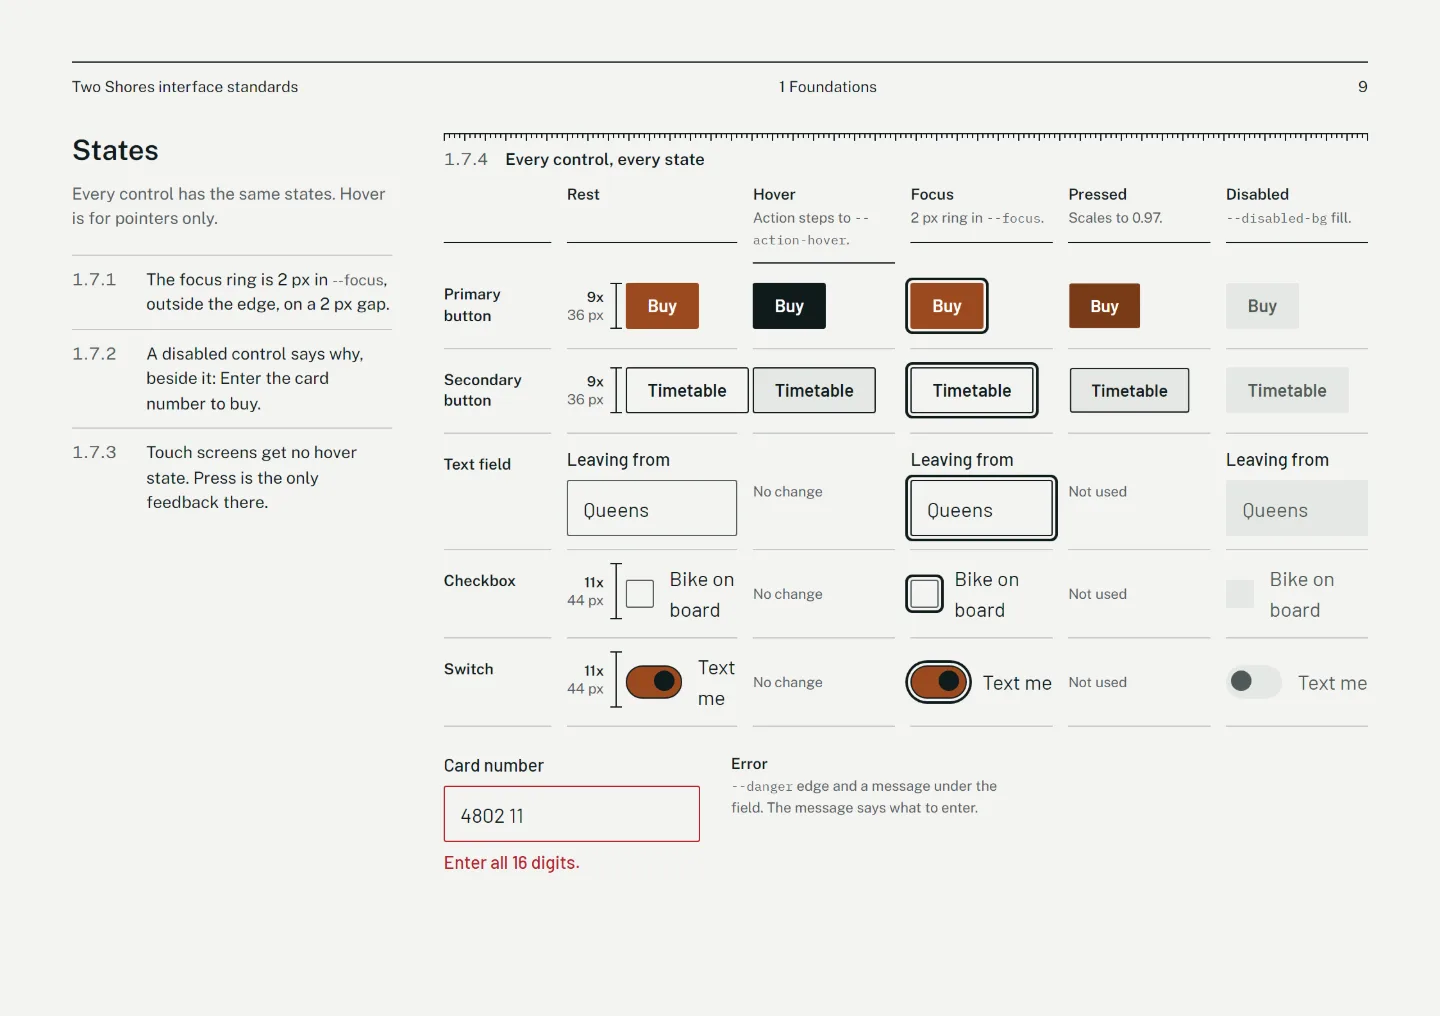 Two Shores interface standards
1 Foundations
9
States
Every control has the same states. Hover
is for pointers only.
1.7.1 The focus ring is 2 px in --focus,
outside the edge, on a 2 px gap.
1.7.2 A disabled control says why,
beside it: Enter the card
number to buy.
1.7.3 Touch screens get no hover
state. Press is the only
feedback there.
1.7.4 Every control, every state
Rest
Hover
Action steps to --
action-hover.
Focus
2 px ring in --focus.
Pressed
Scales to 0.97.
Disabled
--disabled-bg fill.
Primary
button
9x
36 px
Buy
Buy
Buy
Buy
Buy
Secondary
button
9x
36 px
Timetable
Timetable
Timetable
Timetable
Timetable
Text field
Leaving from
Queens
No change
Leaving from
Queens
Not used
Leaving from
Queens
Checkbox
11x
44 px
Bike on
board
No change
Bike on
board
Not used
Bike on
board
Switch
11x
44 px
Text
me
No change
Text me
Not used
Text me
Card number
4802 11
Enter all 16 digits.
Error
--danger edge and a message under the
field. The message says what to enter.